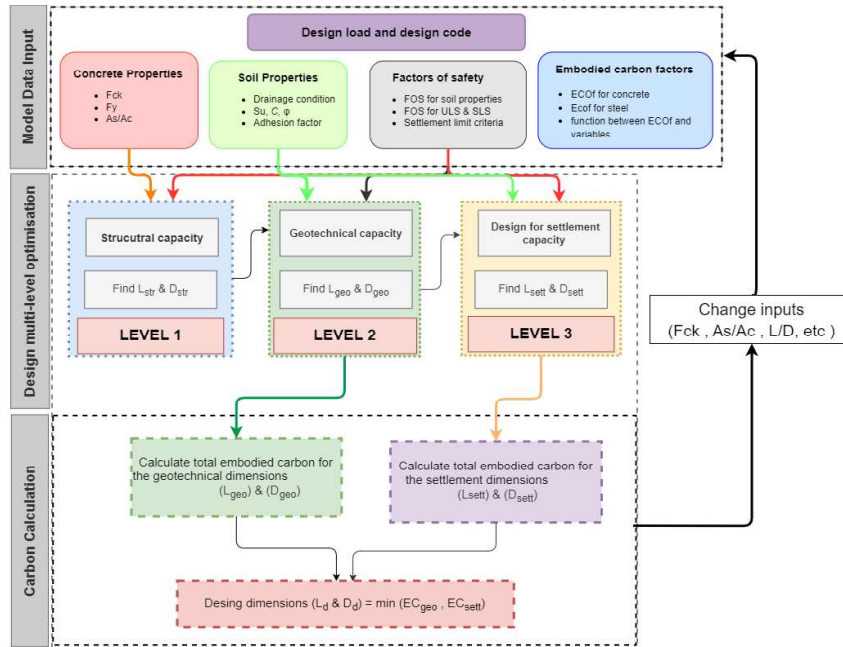 Model Data Input
Design load and design code
Concrete Properties
Fck
Fy
As/Ac
Soil Properties
Drainage condition
Su, C, φ
Adhesion factor
Factors of safety
FOS for soil properties
FOS for ULS & SLS
Settlement limit criteria
Embodied carbon factors
ECOf for concrete
Ecof for steel
function between ECOf and
variables
Design multi-level optimisation
Strucutral capacity
Find Lstr & Dstr
LEVEL 1
Geotechnical capacity
Find Lgeo & Dgeo
LEVEL 2
Design for settlement
capacity
Find Lsett & Dsett
LEVEL 3
Change inputs
(Fck , As/Ac , L/D, etc )
Carbon Calculation
Calculate total embodied carbon for
the geotechnical dimensions
(Lgeo) & (Dgeo)
Calculate total embodied carbon for
the settlement dimensions
(Lsett) & (Dsett)
Desing dimensions (Ld & Dd) = min (ECgeo , ECsett)